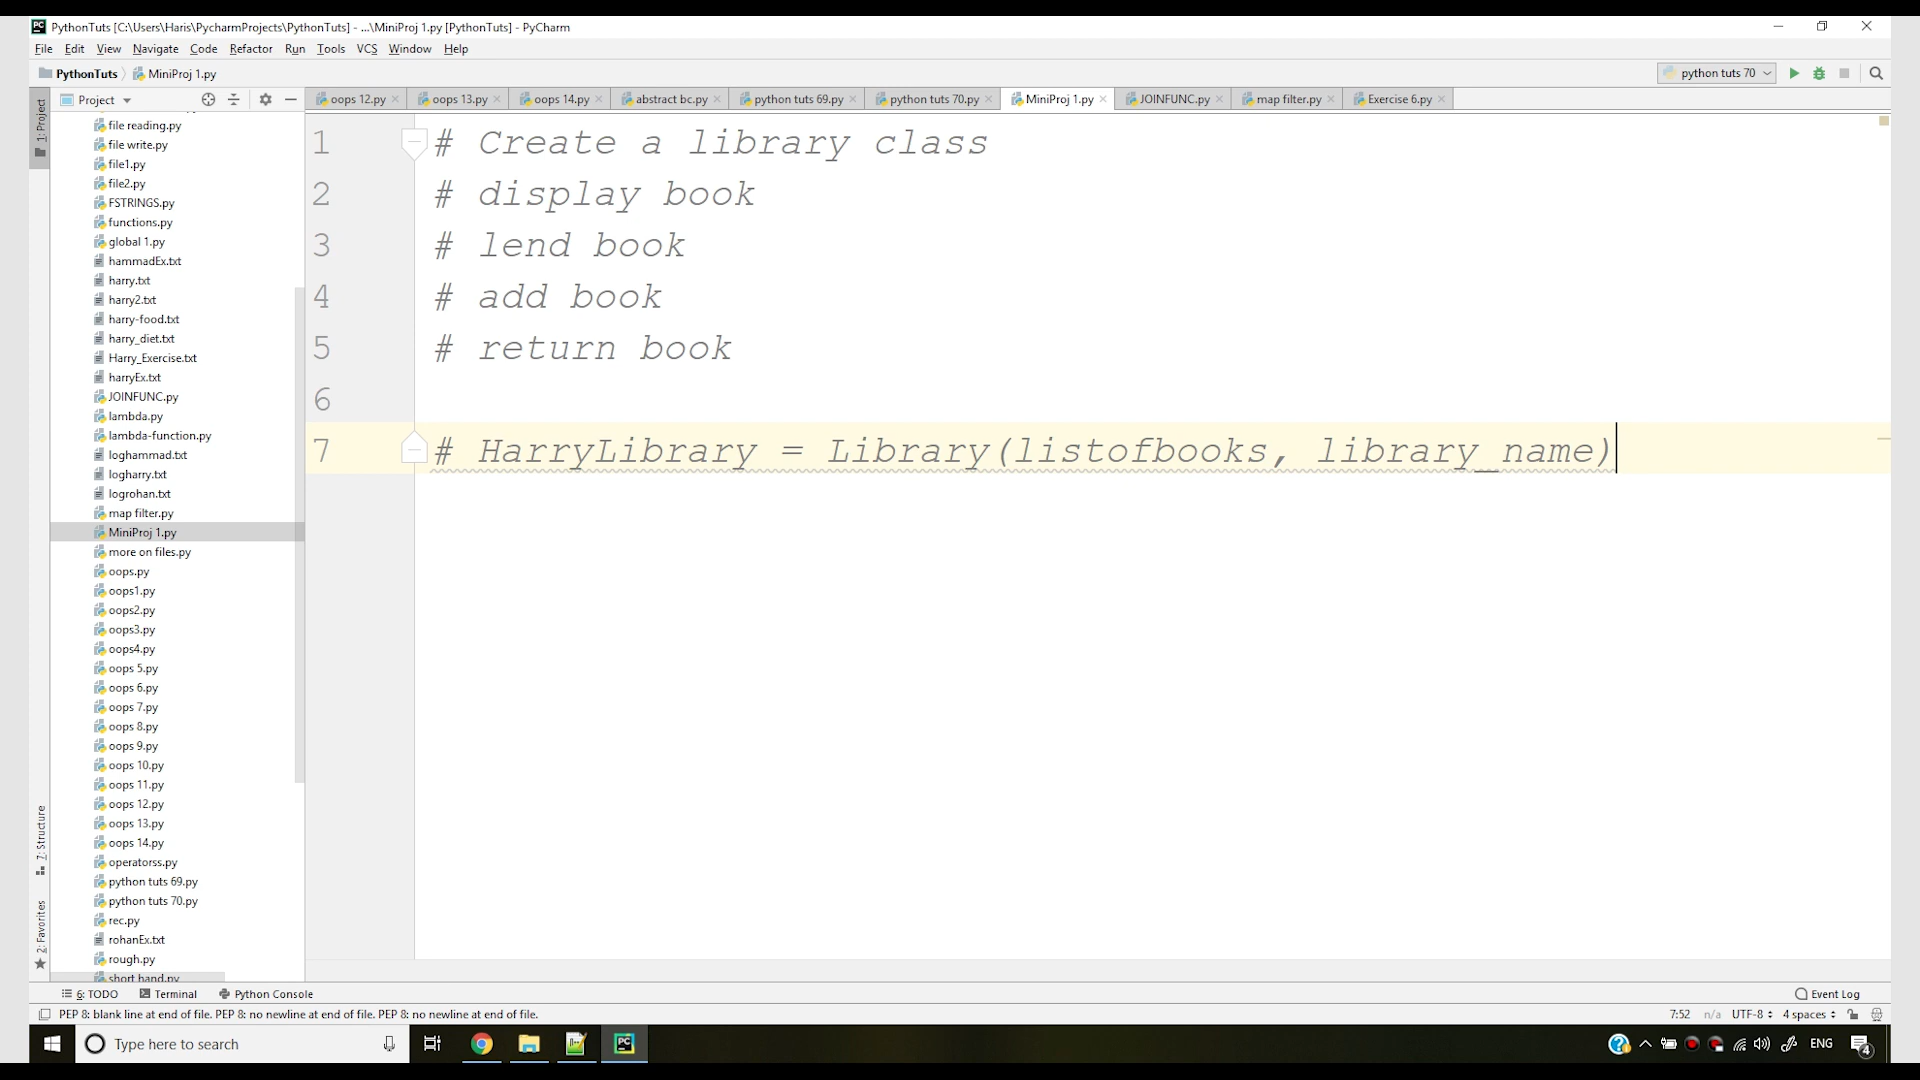 PythonTuts [C:\Users\Haris\PycharmProjects\PythonTuts] - ...\MiniProj 1.py [PythonTuts] - PyCharm
File Edit View Navigate Code Refactor Run Tools VCS Window Help
PythonTuts MiniProj 1.py python tuts 70
1: Project
Project oops 12.py oops 13.py oops 14.py abstract bc.py python tuts 69.py python tuts 70.py MiniProj 1.py JOINFUNC.py map filter.py Exercise 6.py
file reading.py
file write.py
file1.py
file2.py
FSTRINGS.py
functions.py
global 1.py
hammadEx.txt
harry.txt
harry2.txt
harry-food.txt
harry_diet.txt
Harry_Exercise.txt
harryEx.txt
JOINFUNC.py
lambda.py
lambda-function.py
loghammad.txt
logharry.txt
logrohan.txt
map filter.py
MiniProj 1.py
more on files.py
oops.py
oops1.py
oops2.py
oops3.py
oops4.py
oops 5.py
oops 6.py
oops 7.py
oops 8.py
oops 9.py
oops 10.py
oops 11.py
oops 12.py
oops 13.py
oops 14.py
operatorss.py
python tuts 69.py
python tuts 70.py
rec.py
rohanEx.txt
rough.py
short hand.py
1 # Create a library class
2 # display book
3 # lend book
4 # add book
5 # return book
6
7 # HarryLibrary = Library(listofbooks, library_name)
7: Structure
2: Favorites
6: TODO Terminal Python Console Event Log
PEP 8: blank line at end of file. PEP 8: no newline at end of file. PEP 8: no newline at end of file. 7:52 n/a UTF-8 4 spaces
Type here to search ENG 4